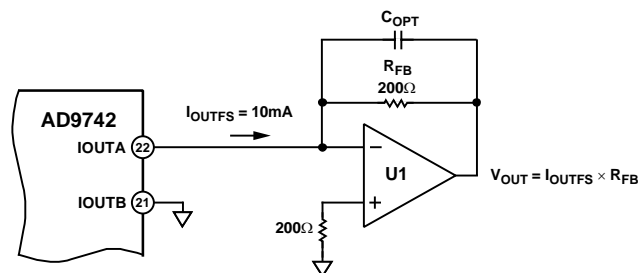 C_OPT
R_FB
200Ω
I_OUTFS = 10mA
AD9742
IOUTA 22
IOUTB 21
−
+
U1
V_OUT = I_OUTFS × R_FB
200Ω